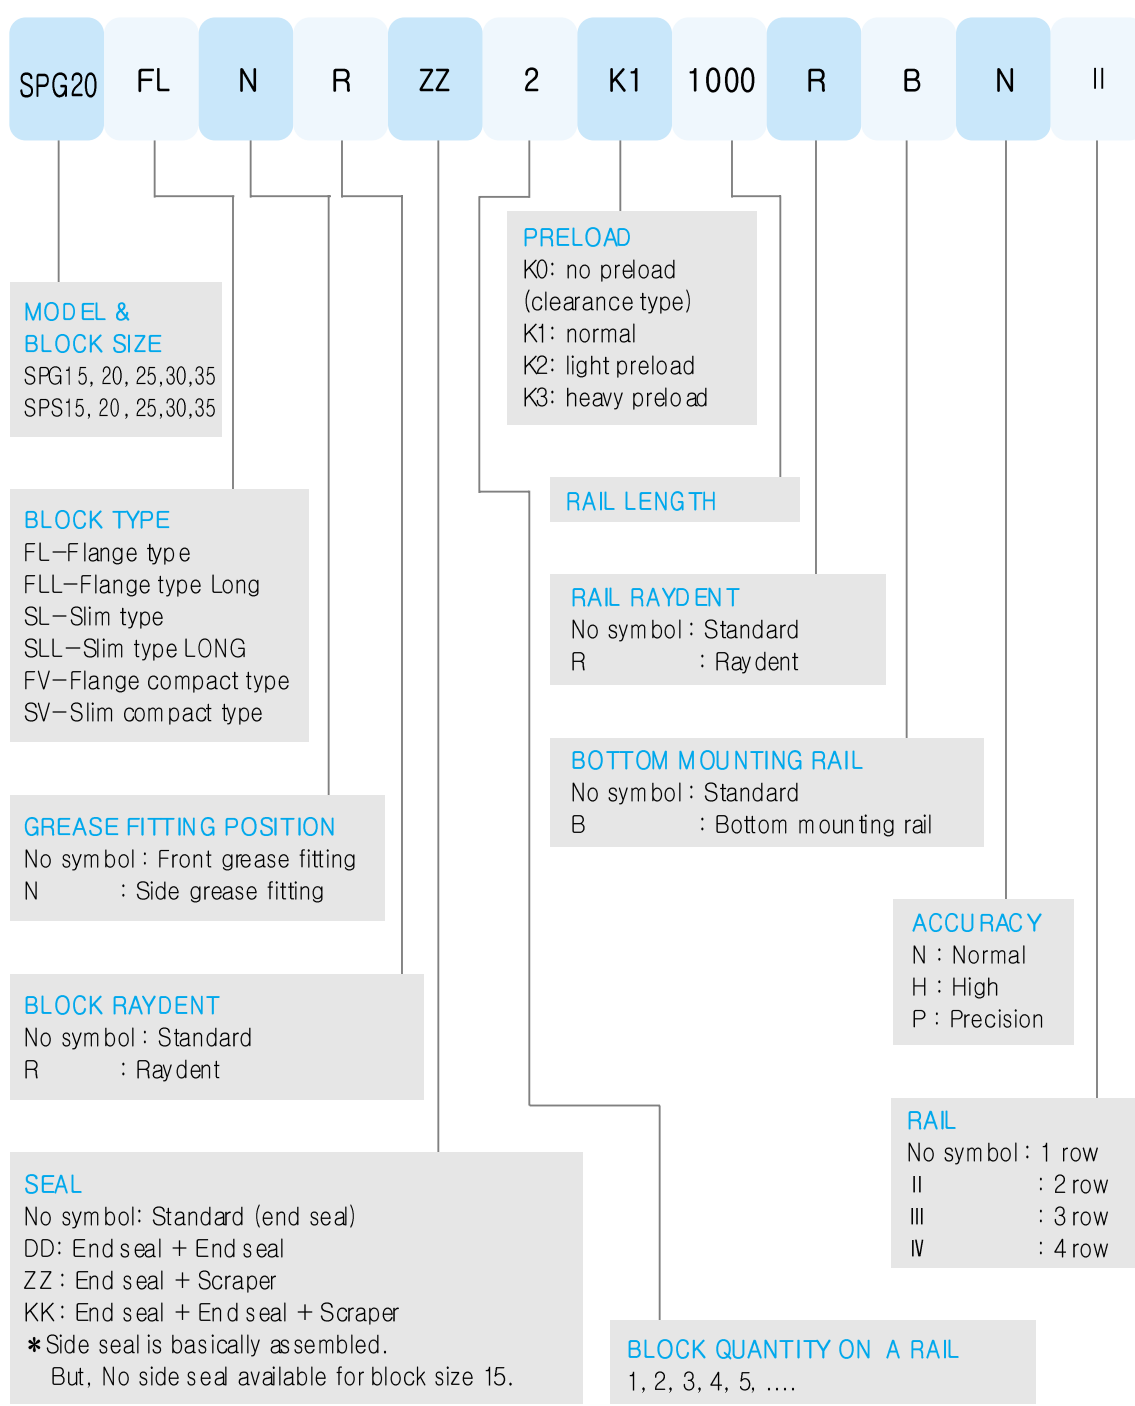 SPG20 FL N R ZZ 2 K1 1000 R B N II
PRELOAD
K0: no preload
(clearance type)
K1: normal
K2: light preload
K3: heavy preload
MODEL &
BLOCK SIZE
SPG15, 20, 25,30,35
SPS15, 20, 25,30,35
RAIL LENGTH
BLOCK TYPE
FL-Flange type
FLL-Flange type Long
SL-Slim type
SLL-Slim type LONG
FV-Flange compact type
SV-Slim compact type
RAIL RAYDENT
No symbol : Standard
R : Raydent
BOTTOM MOUNTING RAIL
No symbol : Standard
B : Bottom mounting rail
GREASE FITTING POSITION
No symbol : Front grease fitting
N : Side grease fitting
ACCURACY
N : Normal
H : High
P : Precision
BLOCK RAYDENT
No symbol : Standard
R : Raydent
RAIL
No symbol : 1 row
II : 2 row
III : 3 row
IV : 4 row
SEAL
No symbol: Standard (end seal)
DD: End seal + End seal
ZZ : End seal + Scraper
KK : End seal + End seal + Scraper
*Side seal is basically assembled.
But, No side seal available for block size 15.
BLOCK QUANTITY ON A RAIL
1, 2, 3, 4, 5, ....